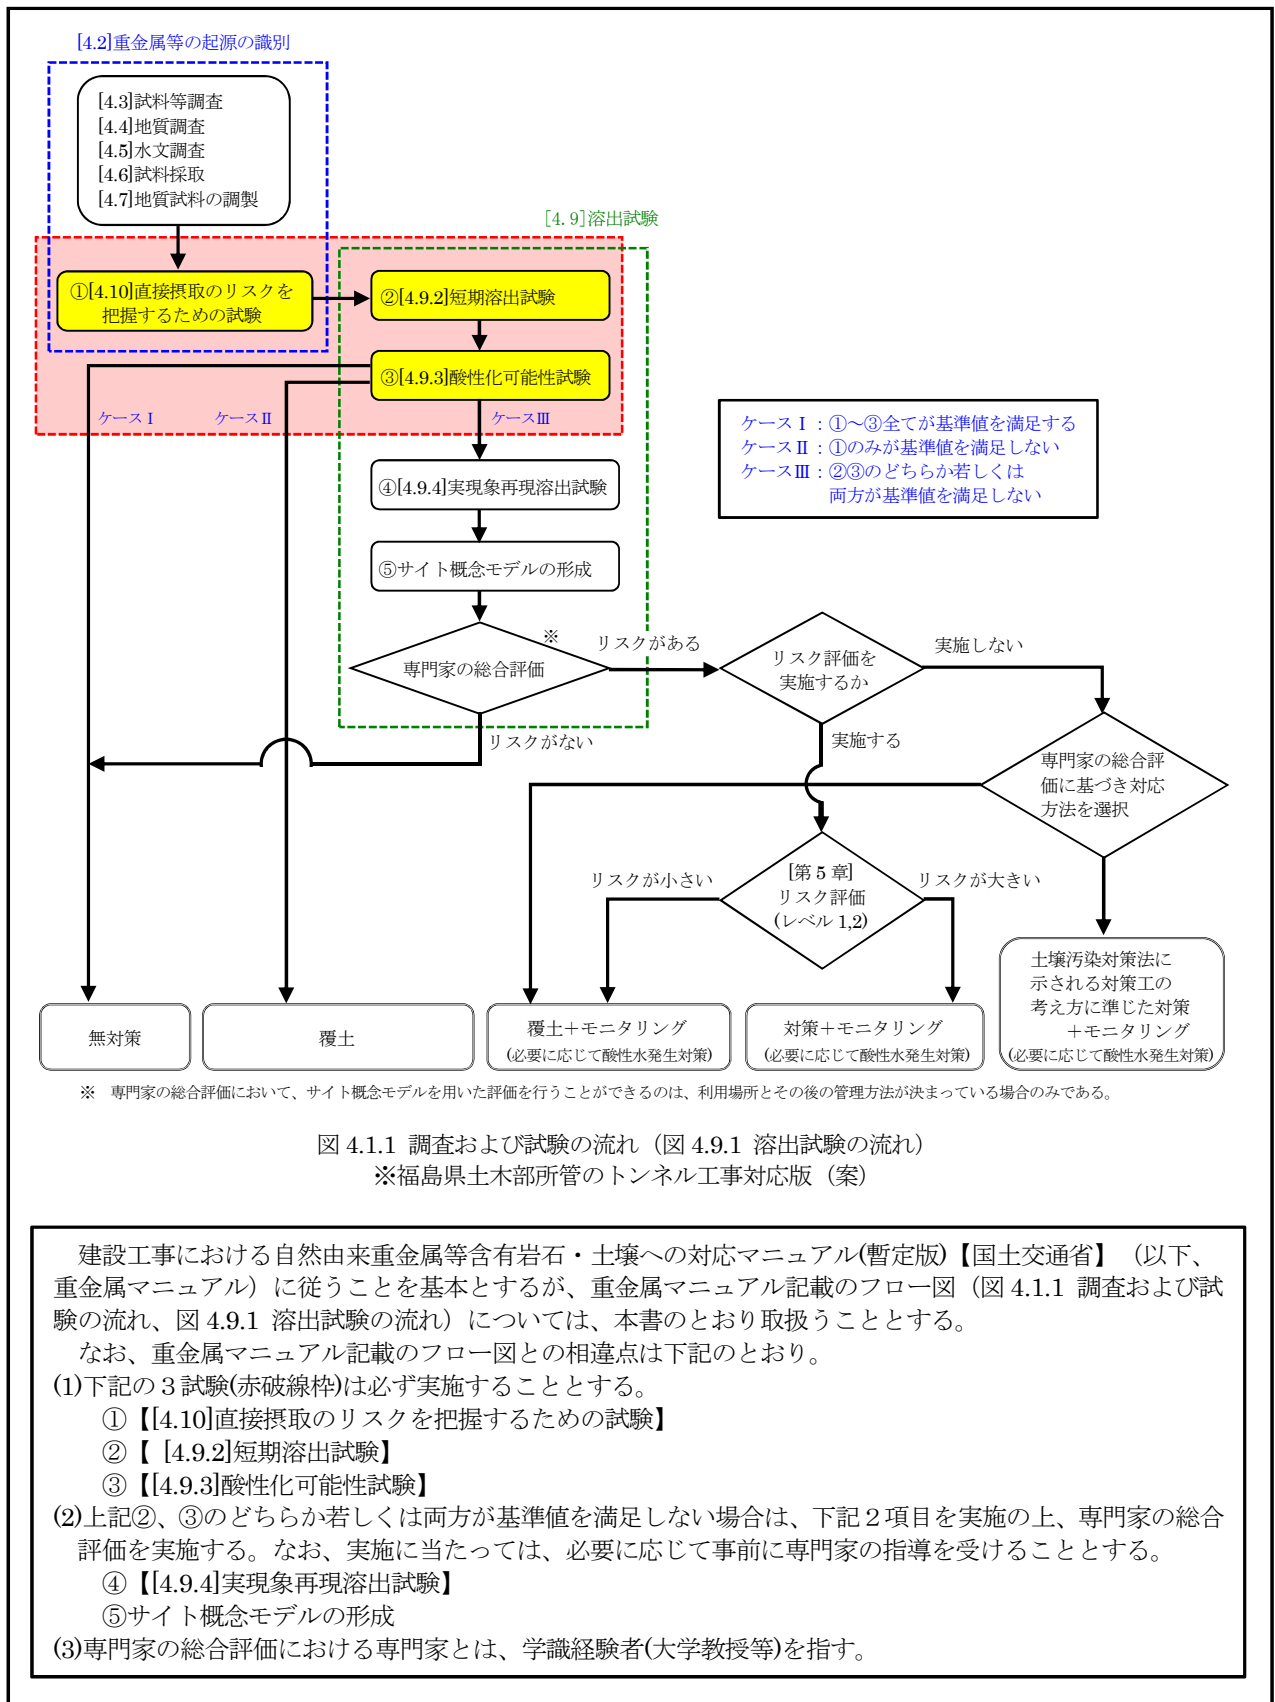 [4.2]重金属等の起源の識別
[4.3]試料等調査
[4.4]地質調査
[4.5]水文調査
[4.6]試料採取
[4.7]地質試料の調製
[4.9]溶出試験
①[4.10]直接摂取のリスクを
把握するための試験
②[4.9.2]短期溶出試験
③[4.9.3]酸性化可能性試験
ケースⅠ
ケースⅡ
ケースⅢ
ケースⅠ：①～③全てが基準値を満足する
ケースⅡ：①のみが基準値を満足しない
ケースⅢ：②③のどちらか若しくは
両方が基準値を満足しない
④[4.9.4]実現象再現溶出試験
⑤サイト概念モデルの形成
※
専門家の総合評価
リスクがある
リスクがない
リスク評価を
実施するか
実施しない
実施する
専門家の総合評
価に基づき対応
方法を選択
リスクが小さい
[第 5 章]
リスク評価
(レベル 1,2)
リスクが大きい
無対策
覆土
覆土＋モニタリング
(必要に応じて酸性水発生対策)
対策＋モニタリング
(必要に応じて酸性水発生対策)
土壌汚染対策法に
示される対策工の
考え方に準じた対策
＋モニタリング
(必要に応じて酸性水発生対策)
※　専門家の総合評価において、サイト概念モデルを用いた評価を行うことができるのは、利用場所とその後の管理方法が決まっている場合のみである。
図 4.1.1 調査および試験の流れ（図 4.9.1 溶出試験の流れ）
※福島県土木部所管のトンネル工事対応版（案）
建設工事における自然由来重金属等含有岩石・土壌への対応マニュアル(暫定版)【国土交通省】（以下、
重金属マニュアル）に従うことを基本とするが、重金属マニュアル記載のフロー図（図 4.1.1 調査および試
験の流れ、図 4.9.1 溶出試験の流れ）については、本書のとおり取扱うこととする。
なお、重金属マニュアル記載のフロー図との相違点は下記のとおり。
(1)下記の３試験(赤破線枠)は必ず実施することとする。
①【[4.10]直接摂取のリスクを把握するための試験】
②【 [4.9.2]短期溶出試験】
③【[4.9.3]酸性化可能性試験】
(2)上記②、③のどちらか若しくは両方が基準値を満足しない場合は、下記２項目を実施の上、専門家の総合
評価を実施する。なお、実施に当たっては、必要に応じて事前に専門家の指導を受けることとする。
④【[4.9.4]実現象再現溶出試験】
⑤サイト概念モデルの形成
(3)専門家の総合評価における専門家とは、学識経験者(大学教授等)を指す。